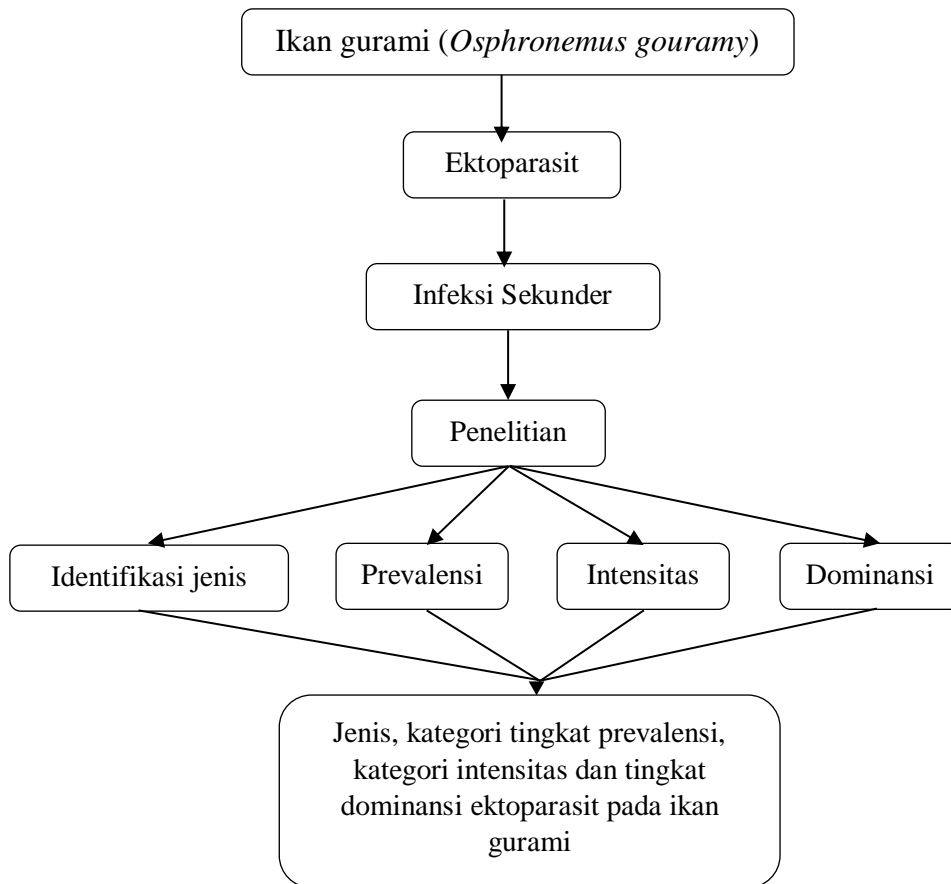 Ikan gurami (Osphronemus gouramy)
Ektoparasit
Infeksi Sekunder
Penelitian
Identifikasi jenis
Prevalensi
Intensitas
Dominansi
Jenis, kategori tingkat prevalensi,
kategori intensitas dan tingkat
dominansi ektoparasit pada ikan
gurami